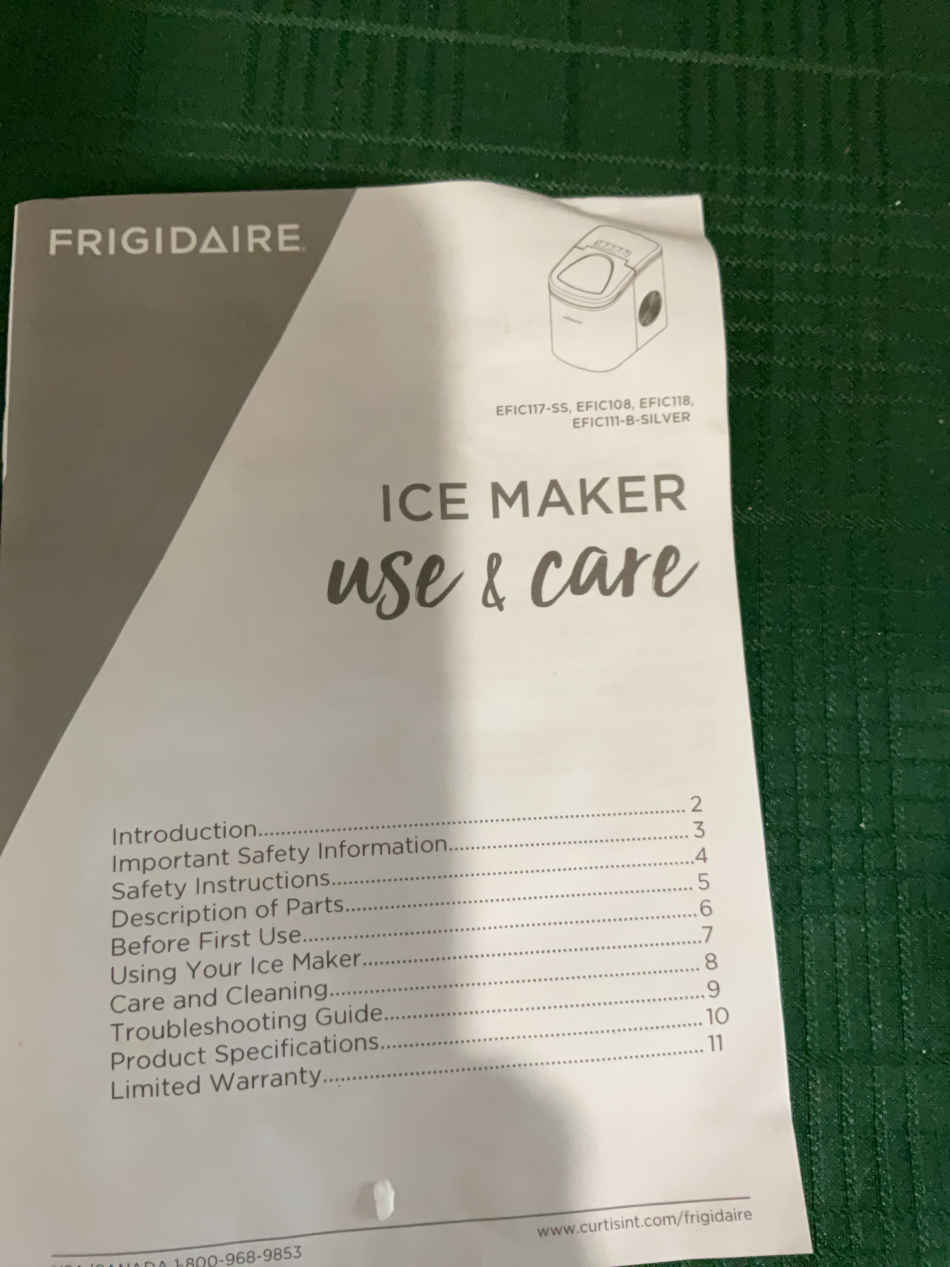 FRIGIDAIRE
EFIC117-SS, EFIC108, EFIC118,
EFIC111-B-SILVER
ICE MAKER
use & care
Introduction.......... 2
Important Safety Information.......... 3
Safety Instructions..........4
Description of Parts.......... 5
Before First Use..........6
Using Your Ice Maker..........7
Care and Cleaning.......... 8
Troubleshooting Guide..........9
Product Specifications.......... 10
Limited Warranty.......... 11
www.curtisint.com/frigidaire
USA/CANADA 1-800-968-9853